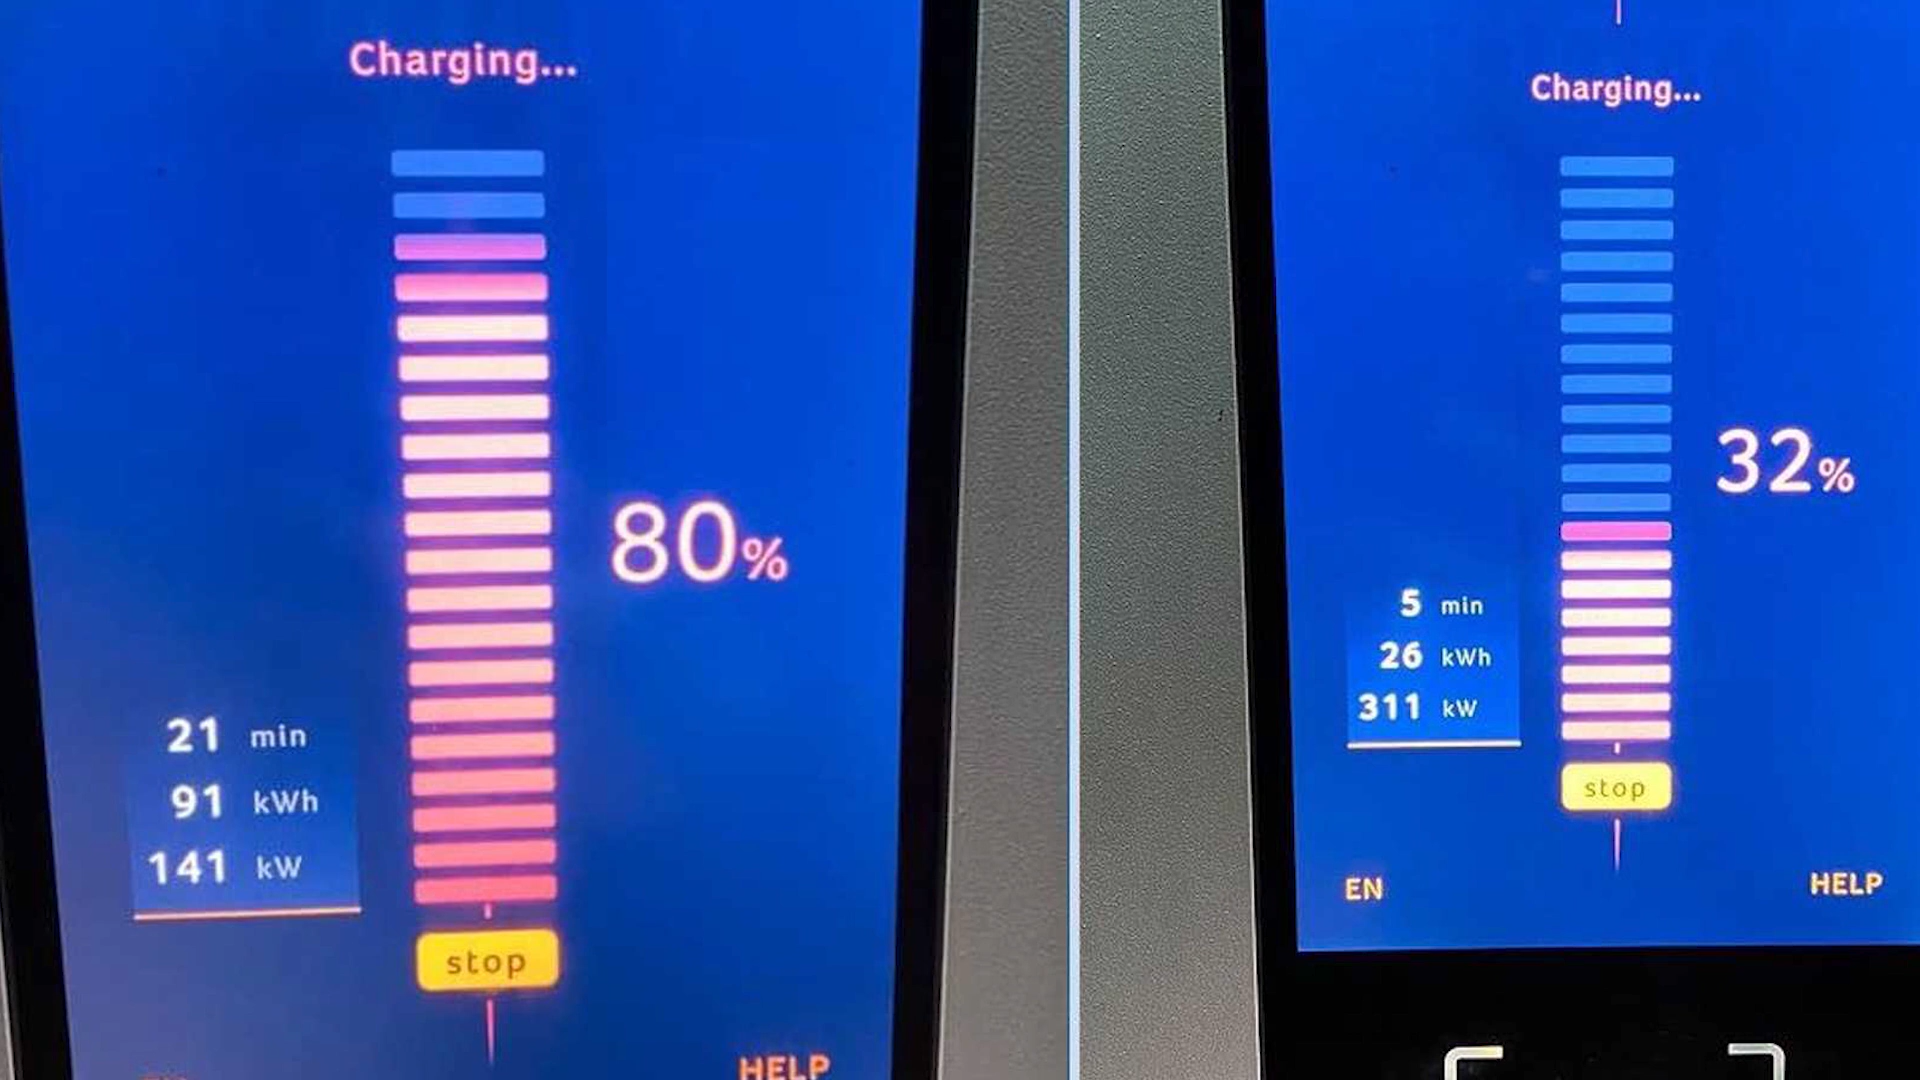 Charging...
80%
21 min
91 kWh
141 kW
stop
HELP
Charging...
32%
5 min
26 kWh
311 kW
stop
EN
HELP